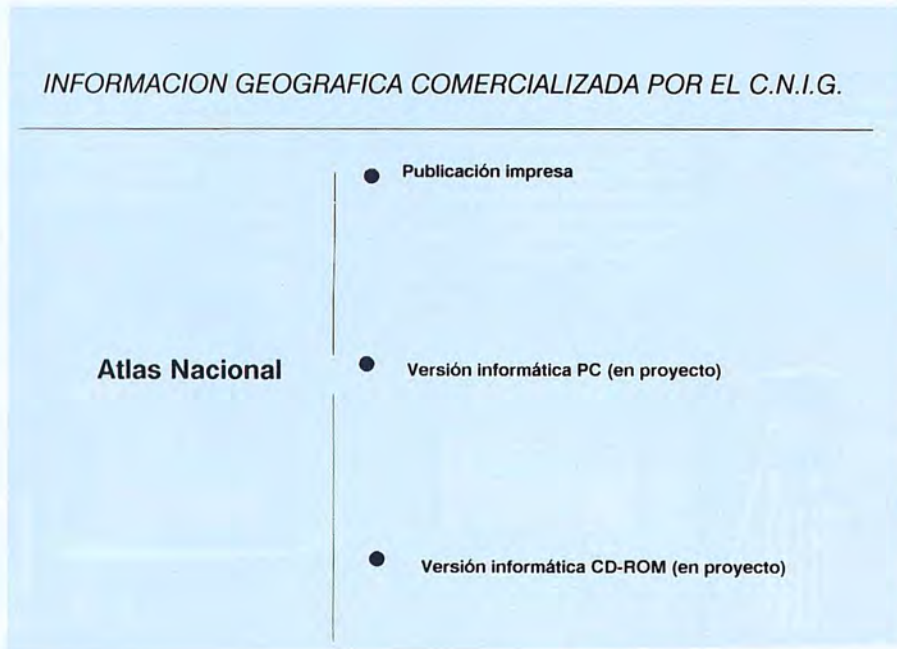 INFORMACION GEOGRAFICA COMERCIALIZADA POR EL C.N.I.G.
Publicación impresa
Atlas Nacional
Versión informática PC (en proyecto)
Versión informática CD-ROM (en proyecto)